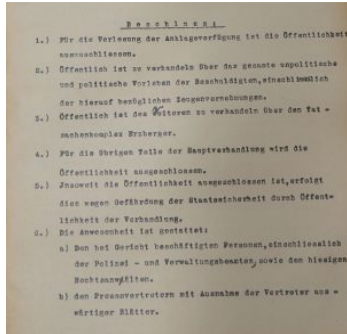 B e s c h l u s s :
1.) Für die Verlesung der Anklageverfügung ist die Öffentlichkeit
auszuschliessen.
2.) Öffentlich ist zu verhandeln über das gesamte unpolitische
und politische Vorleben der Beschuldigten, einschliesslich
der hierauf bezüglichen Zeugenvernehmungen.
3.) Öffentlich ist des Weiteren zu verhandeln über den Tat -
sachenkomplex Erzberger.
4.) Für die übrigen Teile der Hauptverhandlung wird die
Öffentlichkeit ausgeschlossen.
5.) Insoweit die Öffentlichkeit ausgeschlossen ist, erfolgt
dies wegen Gefährdung der Staatssicherheit durch Öffent-
lichkeit der Verhandlung.
6.) Die Anwesenheit ist gestattet:
a) Den bei Gericht beschäftigten Personen, einschliesslich
der Polizei - und Verwaltungsbeamten, sowie den hiesigen
Rechtsanwälten.
b) den Pressevertretern mit Ausnahme der Vertreter aus -
wärtiger Blätter.